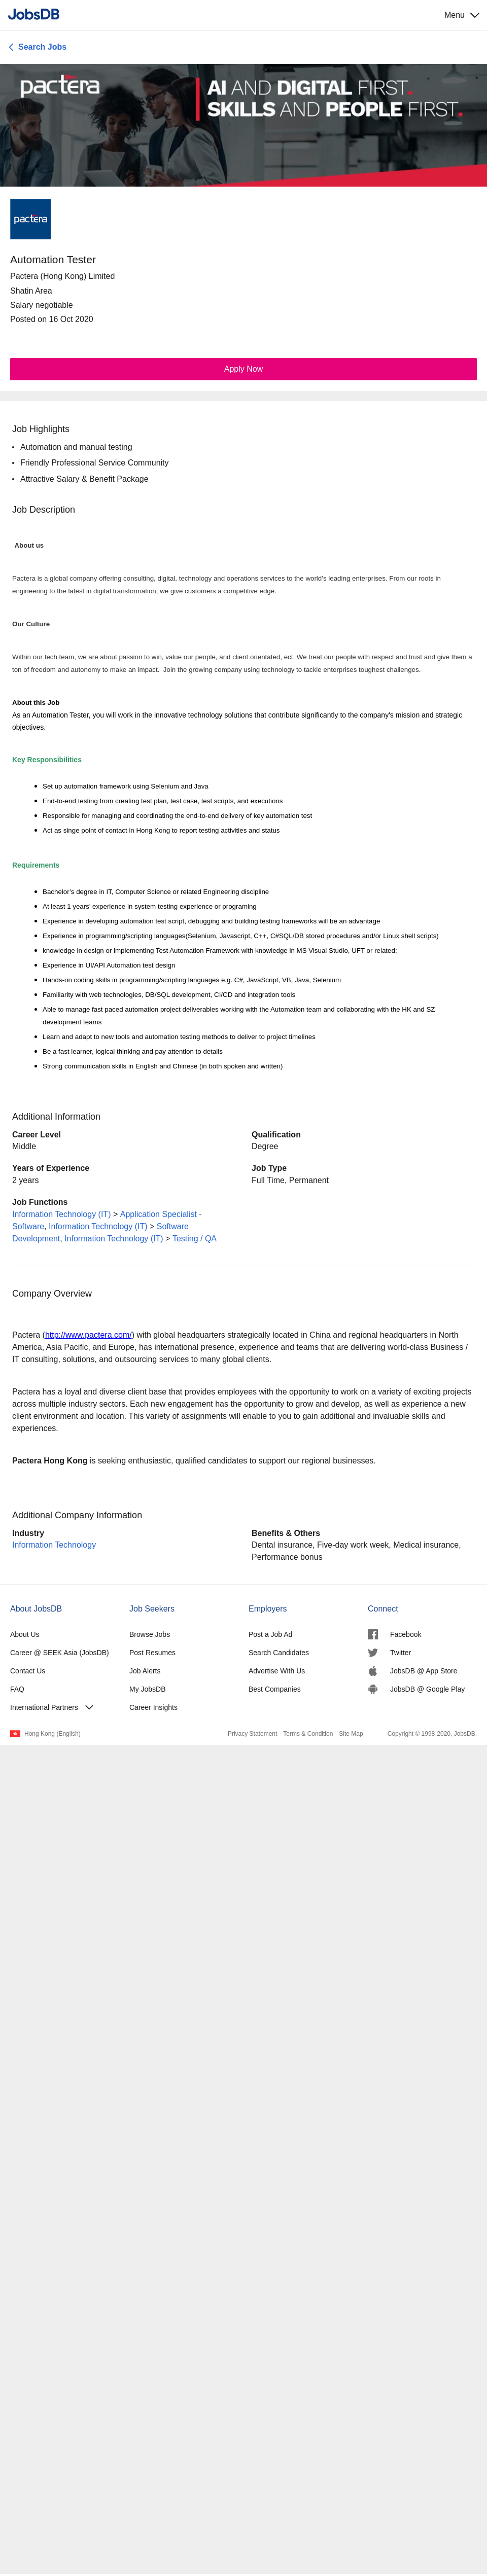 JobsDB
Menu
Search Jobs
pactera
AI AND DIGITAL FIRST.
SKILLS AND PEOPLE FIRST.
pactera
Automation Tester
Pactera (Hong Kong) Limited
Shatin Area
Salary negotiable
Posted on 16 Oct 2020
Apply Now
Job Highlights
• Automation and manual testing
• Friendly Professional Service Community
• Attractive Salary & Benefit Package
Job Description
About us
Pactera is a global company offering consulting, digital, technology and operations services to the world's leading enterprises. From our roots in
engineering to the latest in digital transformation, we give customers a competitive edge.
Our Culture
Within our tech team, we are about passion to win, value our people, and client orientated, ect. We treat our people with respect and trust and give them a
ton of freedom and autonomy to make an impact.  Join the growing company using technology to tackle enterprises toughest challenges.
About this Job
As an Automation Tester, you will work in the innovative technology solutions that contribute significantly to the company's mission and strategic
objectives.
Key Responsibilities
• Set up automation framework using Selenium and Java
• End-to-end testing from creating test plan, test case, test scripts, and executions
• Responsible for managing and coordinating the end-to-end delivery of key automation test
• Act as singe point of contact in Hong Kong to report testing activities and status
Requirements
• Bachelor's degree in IT, Computer Science or related Engineering discipline
• At least 1 years' experience in system testing experience or programing
• Experience in developing automation test script, debugging and building testing frameworks will be an advantage
• Experience in programming/scripting languages(Selenium, Javascript, C++, C#SQL/DB stored procedures and/or Linux shell scripts)
• knowledge in design or implementing Test Automation Framework with knowledge in MS Visual Studio, UFT or related;
• Experience in UI/API Automation test design
• Hands-on coding skills in programming/scripting languages e.g. C#, JavaScript, VB, Java, Selenium
• Familiarity with web technologies, DB/SQL development, CI/CD and integration tools
• Able to manage fast paced automation project deliverables working with the Automation team and collaborating with the HK and SZ
development teams
• Learn and adapt to new tools and automation testing methods to deliver to project timelines
• Be a fast learner, logical thinking and pay attention to details
• Strong communication skills in English and Chinese (in both spoken and written)
Additional Information
Career Level
Middle
Qualification
Degree
Years of Experience
2 years
Job Type
Full Time, Permanent
Job Functions
Information Technology (IT) > Application Specialist -
Software, Information Technology (IT) > Software
Development, Information Technology (IT) > Testing / QA
Company Overview
Pactera (http://www.pactera.com/) with global headquarters strategically located in China and regional headquarters in North
America, Asia Pacific, and Europe, has international presence, experience and teams that are delivering world-class Business /
IT consulting, solutions, and outsourcing services to many global clients.
Pactera has a loyal and diverse client base that provides employees with the opportunity to work on a variety of exciting projects
across multiple industry sectors. Each new engagement has the opportunity to grow and develop, as well as experience a new
client environment and location. This variety of assignments will enable to you to gain additional and invaluable skills and
experiences.
Pactera Hong Kong is seeking enthusiastic, qualified candidates to support our regional businesses.
Additional Company Information
Industry
Information Technology
Benefits & Others
Dental insurance, Five-day work week, Medical insurance,
Performance bonus
About JobsDB
About Us
Career @ SEEK Asia (JobsDB)
Contact Us
FAQ
International Partners
Job Seekers
Browse Jobs
Post Resumes
Job Alerts
My JobsDB
Career Insights
Employers
Post a Job Ad
Search Candidates
Advertise With Us
Best Companies
Connect
Facebook
Twitter
JobsDB @ App Store
JobsDB @ Google Play
Hong Kong (English)
Privacy Statement Terms & Condition Site Map Copyright © 1998-2020, JobsDB.